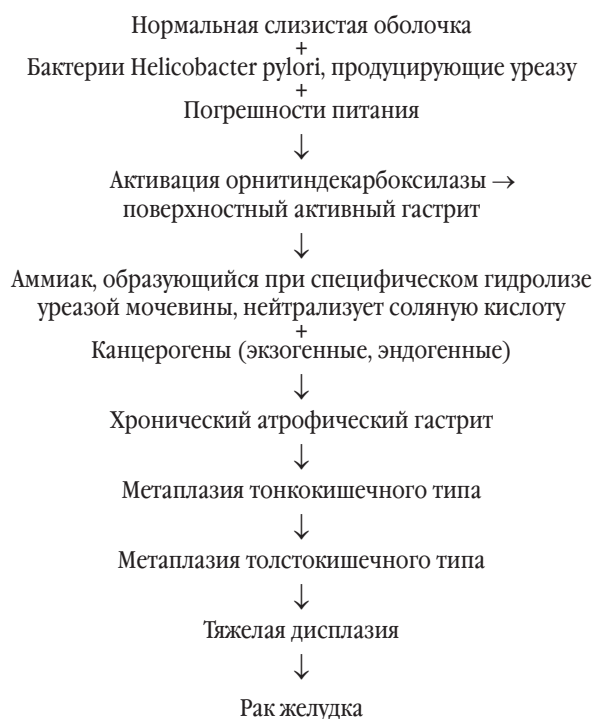 Нормальная слизистая оболочка
+
Бактерии Helicobacter pylori, продуцирующие уреазу
+
Погрешности питания
↓
Активация орнитиндекарбоксилазы →
поверхностный активный гастрит
↓
Аммиак, образующийся при специфическом гидролизе
уреазой мочевины, нейтрализует соляную кислоту
+
Канцерогены (экзогенные, эндогенные)
↓
Хронический атрофический гастрит
↓
Метаплазия тонкокишечного типа
↓
Метаплазия толстокишечного типа
↓
Тяжелая дисплазия
↓
Рак желудка